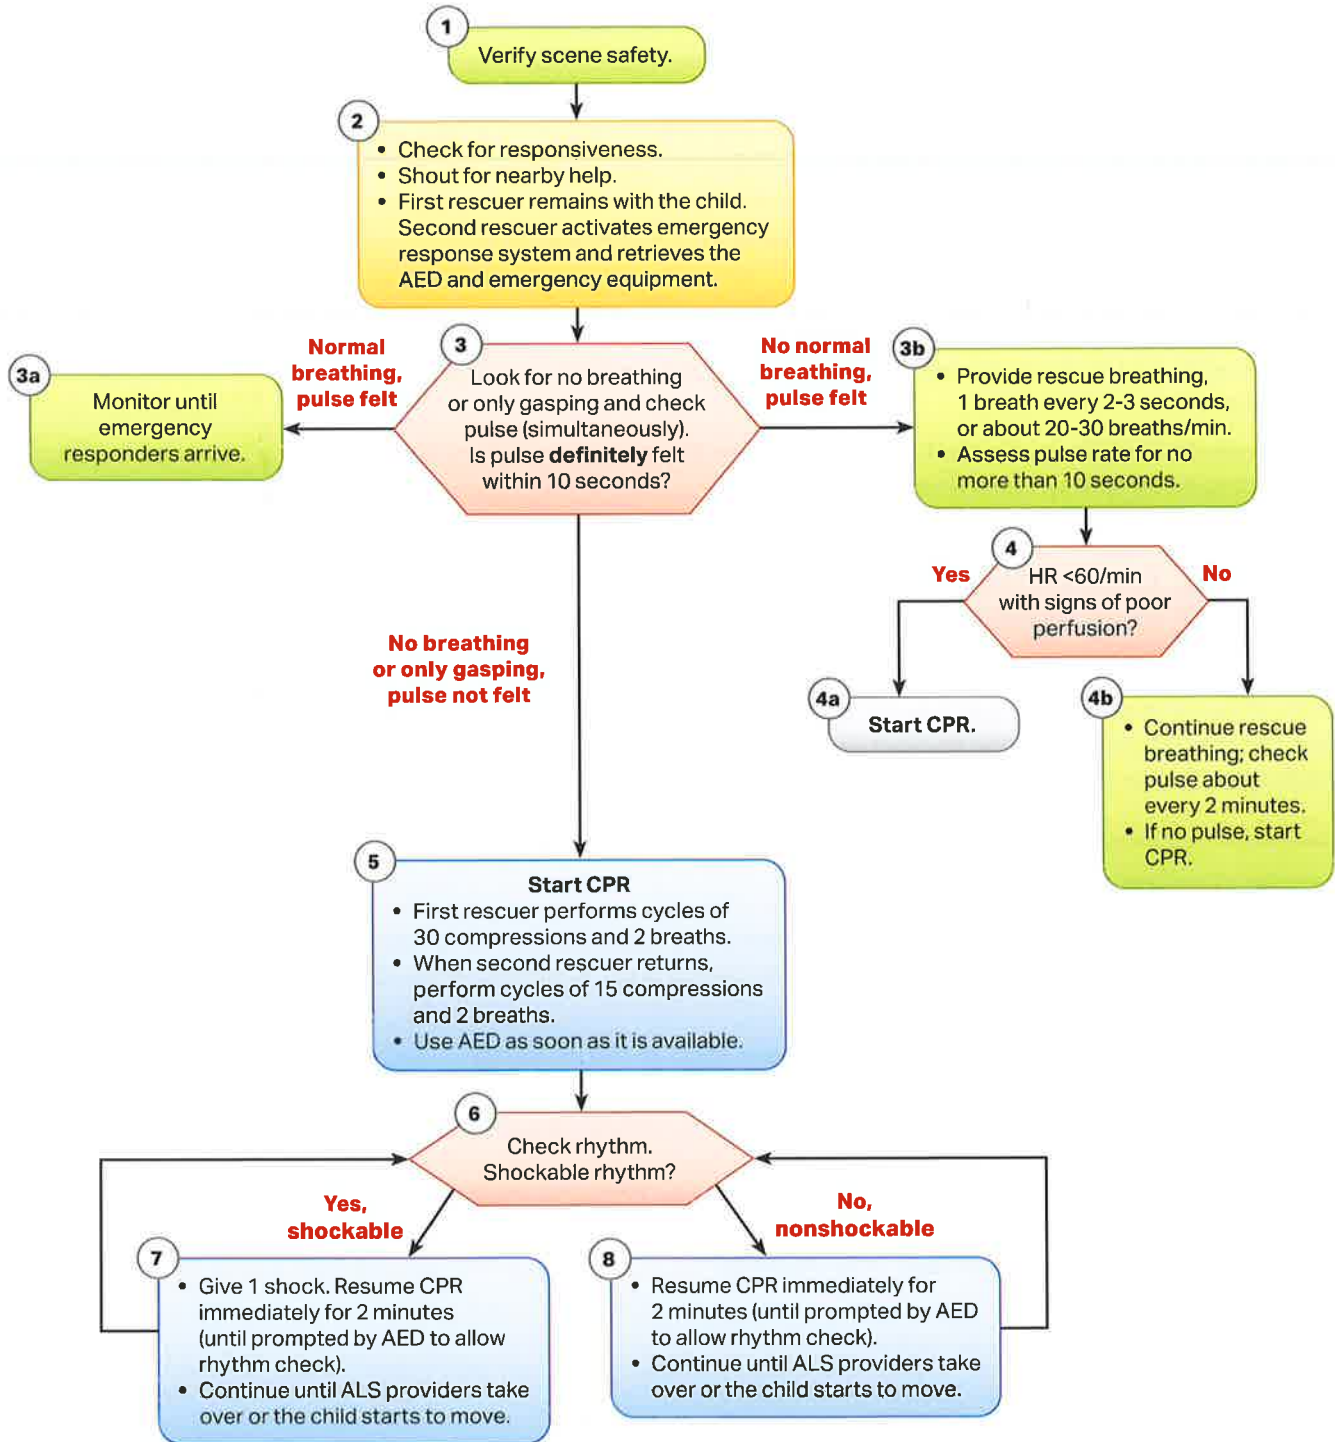 1
Verify scene safety.
2
• Check for responsiveness.
• Shout for nearby help.
• First rescuer remains with the child.
Second rescuer activates emergency
response system and retrieves the
AED and emergency equipment.
3
Look for no breathing
or only gasping and check
pulse (simultaneously).
Is pulse definitely felt
within 10 seconds?
Normal
breathing,
pulse felt
3a
Monitor until
emergency
responders arrive.
No normal
breathing,
pulse felt
3b
• Provide rescue breathing,
1 breath every 2-3 seconds,
or about 20-30 breaths/min.
• Assess pulse rate for no
more than 10 seconds.
4
HR <60/min
with signs of poor
perfusion?
Yes
No
4a
Start CPR.
4b
• Continue rescue
breathing; check
pulse about
every 2 minutes.
• If no pulse, start
CPR.
No breathing
or only gasping,
pulse not felt
5
Start CPR
• First rescuer performs cycles of
30 compressions and 2 breaths.
• When second rescuer returns,
perform cycles of 15 compressions
and 2 breaths.
• Use AED as soon as it is available.
6
Check rhythm.
Shockable rhythm?
Yes,
shockable
No,
nonshockable
7
• Give 1 shock. Resume CPR
immediately for 2 minutes
(until prompted by AED to allow
rhythm check).
• Continue until ALS providers take
over or the child starts to move.
8
• Resume CPR immediately for
2 minutes (until prompted by AED
to allow rhythm check).
• Continue until ALS providers take
over or the child starts to move.